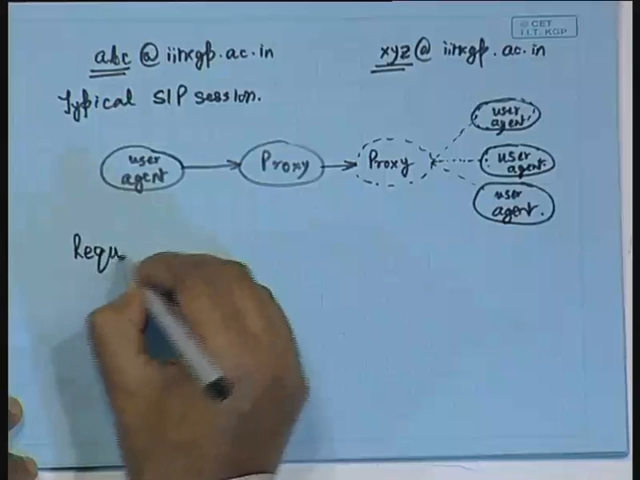 © CET
I.I.T. KGP
abc @ iitkgp.ac.in xyz @ iitkgp.ac.in
Typical SIP session.
user agent Proxy Proxy user agent
user agent
user agent.
Requ